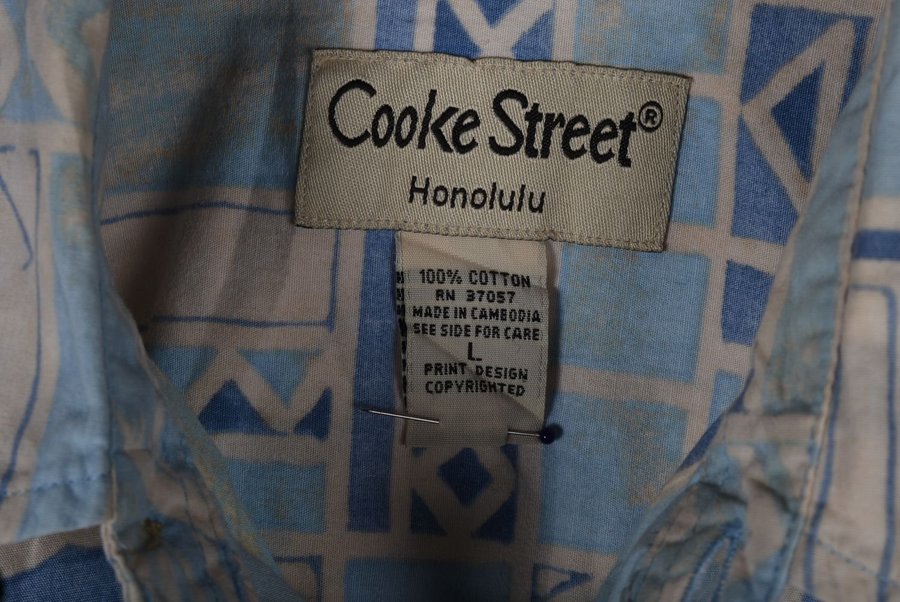 Cooke Street®
Honolulu
100% COTTON
RN 37057
MADE IN CAMBODIA
SEE SIDE FOR CARE
L
PRINT DESIGN
COPYRIGHTED